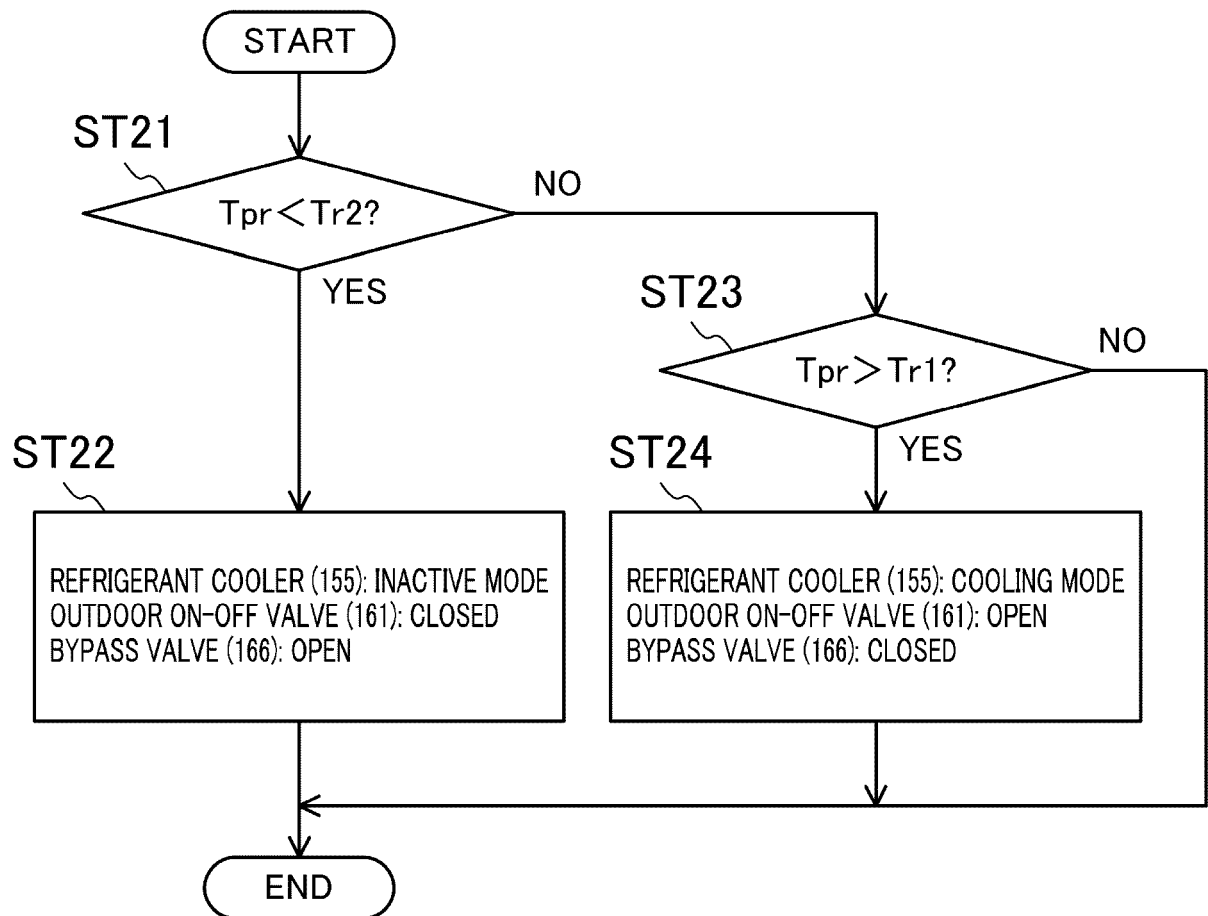 START
ST21
Tpr<Tr2?
NO
YES
ST23
Tpr>Tr1?
NO
YES
ST22
REFRIGERANT COOLER (155): INACTIVE MODE
OUTDOOR ON-OFF VALVE (161): CLOSED
BYPASS VALVE (166): OPEN
ST24
REFRIGERANT COOLER (155): COOLING MODE
OUTDOOR ON-OFF VALVE (161): OPEN
BYPASS VALVE (166): CLOSED
END